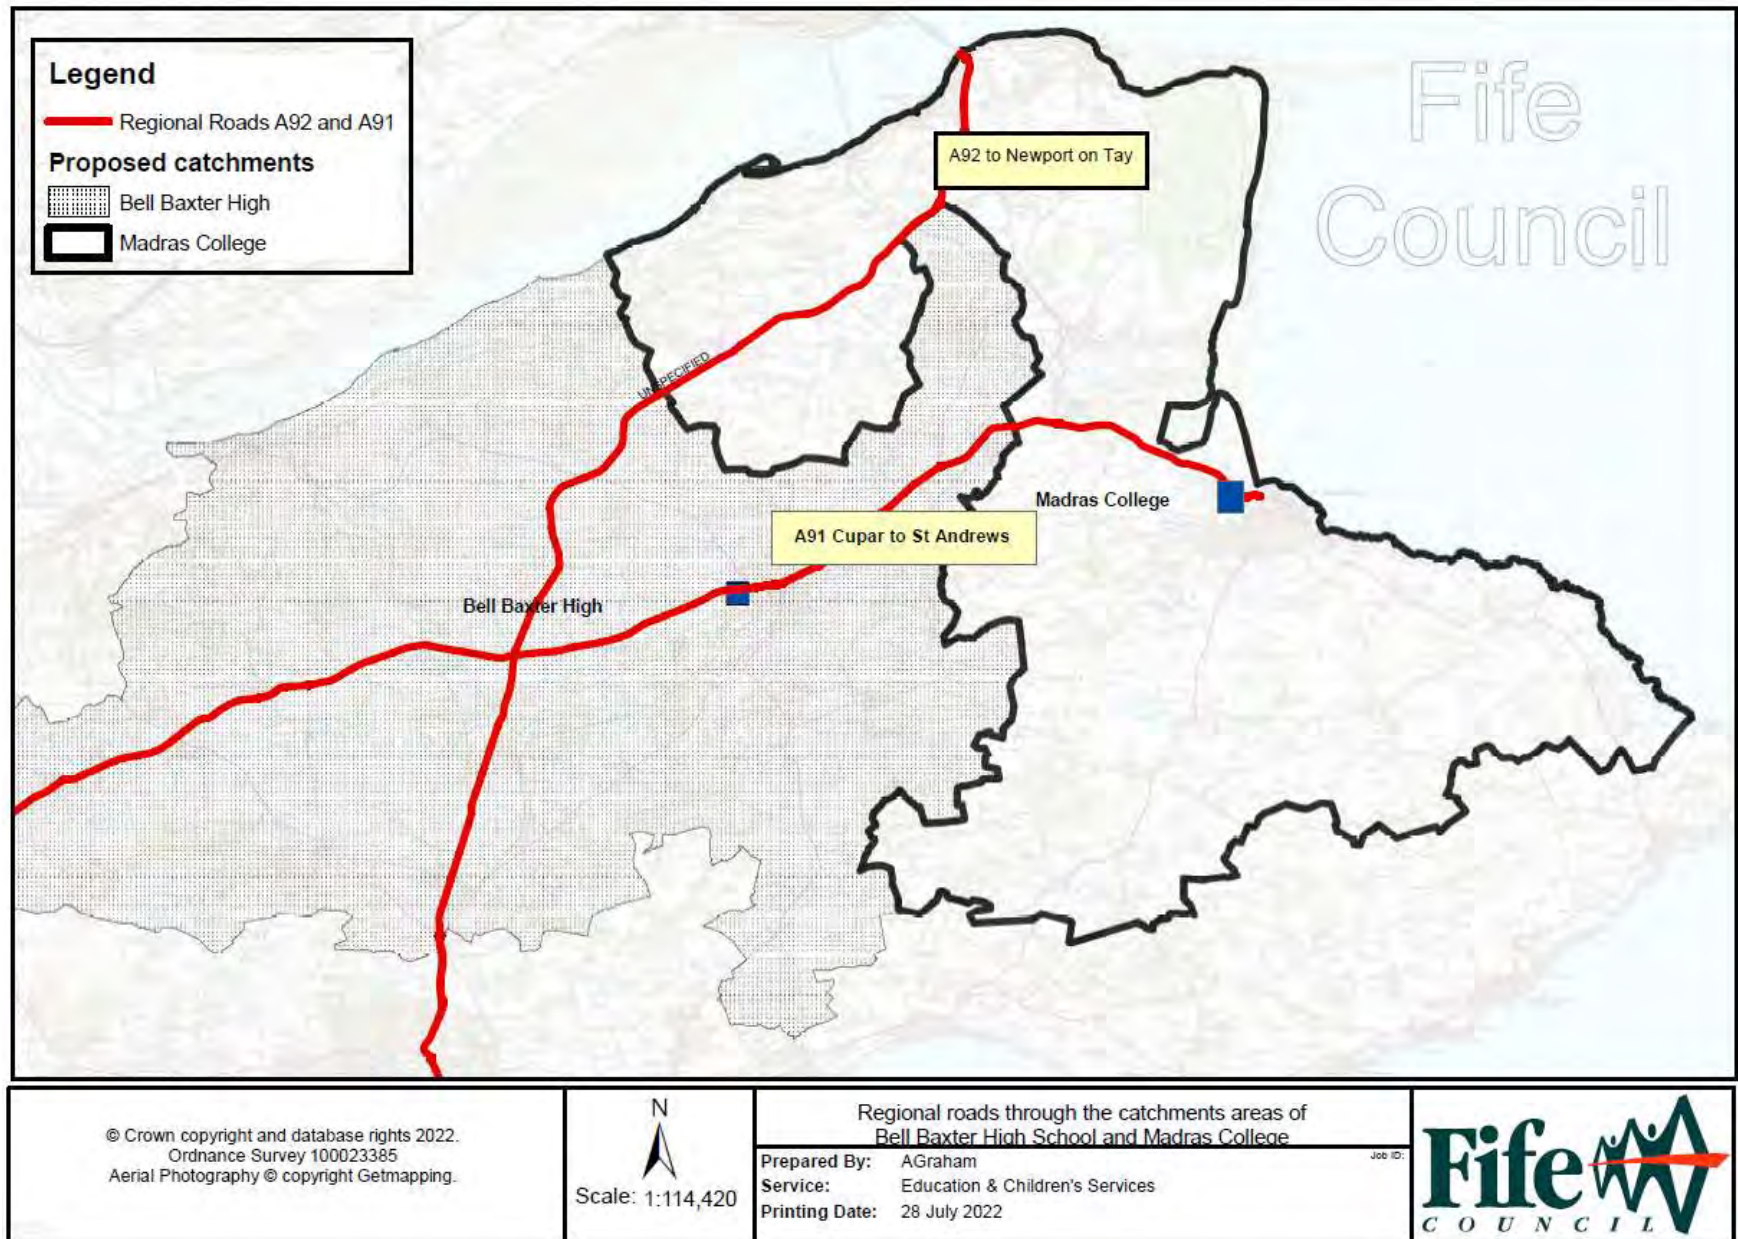 Legend
Regional Roads A92 and A91
Proposed catchments
Bell Baxter High
Madras College
Fife
Council
A92 to Newport on Tay
UNSPECIFIED
Madras College
A91 Cupar to St Andrews
Bell Baxter High
© Crown copyright and database rights 2022.
Ordnance Survey 100023385
Aerial Photography © copyright Getmapping.
N
Scale: 1:114,420
Regional roads through the catchments areas of
Bell Baxter High School and Madras College
Prepared By: AGraham
Job ID:
Service: Education & Children's Services
Printing Date: 28 July 2022
Fife
COUNCIL